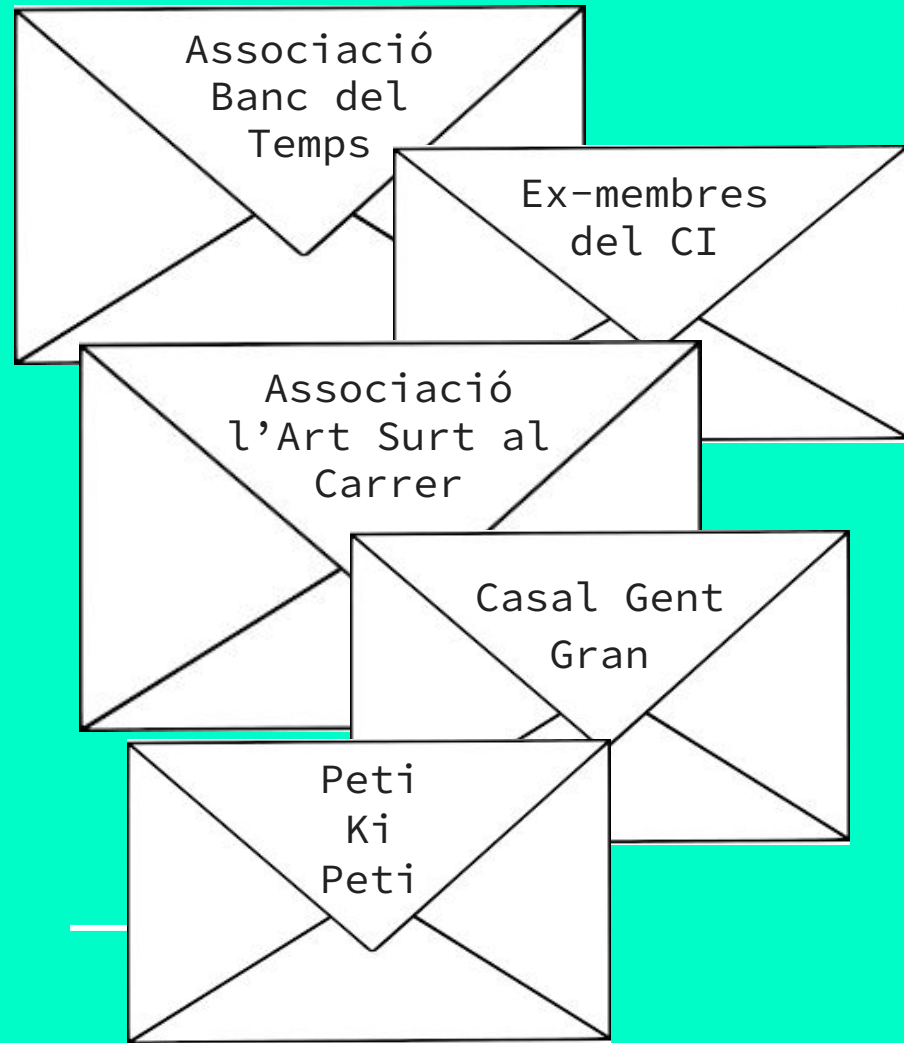 Associació
Banc del
Temps
Ex-membres
del CI
Associació
l’Art Surt al
Carrer
Casal Gent
Gran
Peti
Ki
Peti